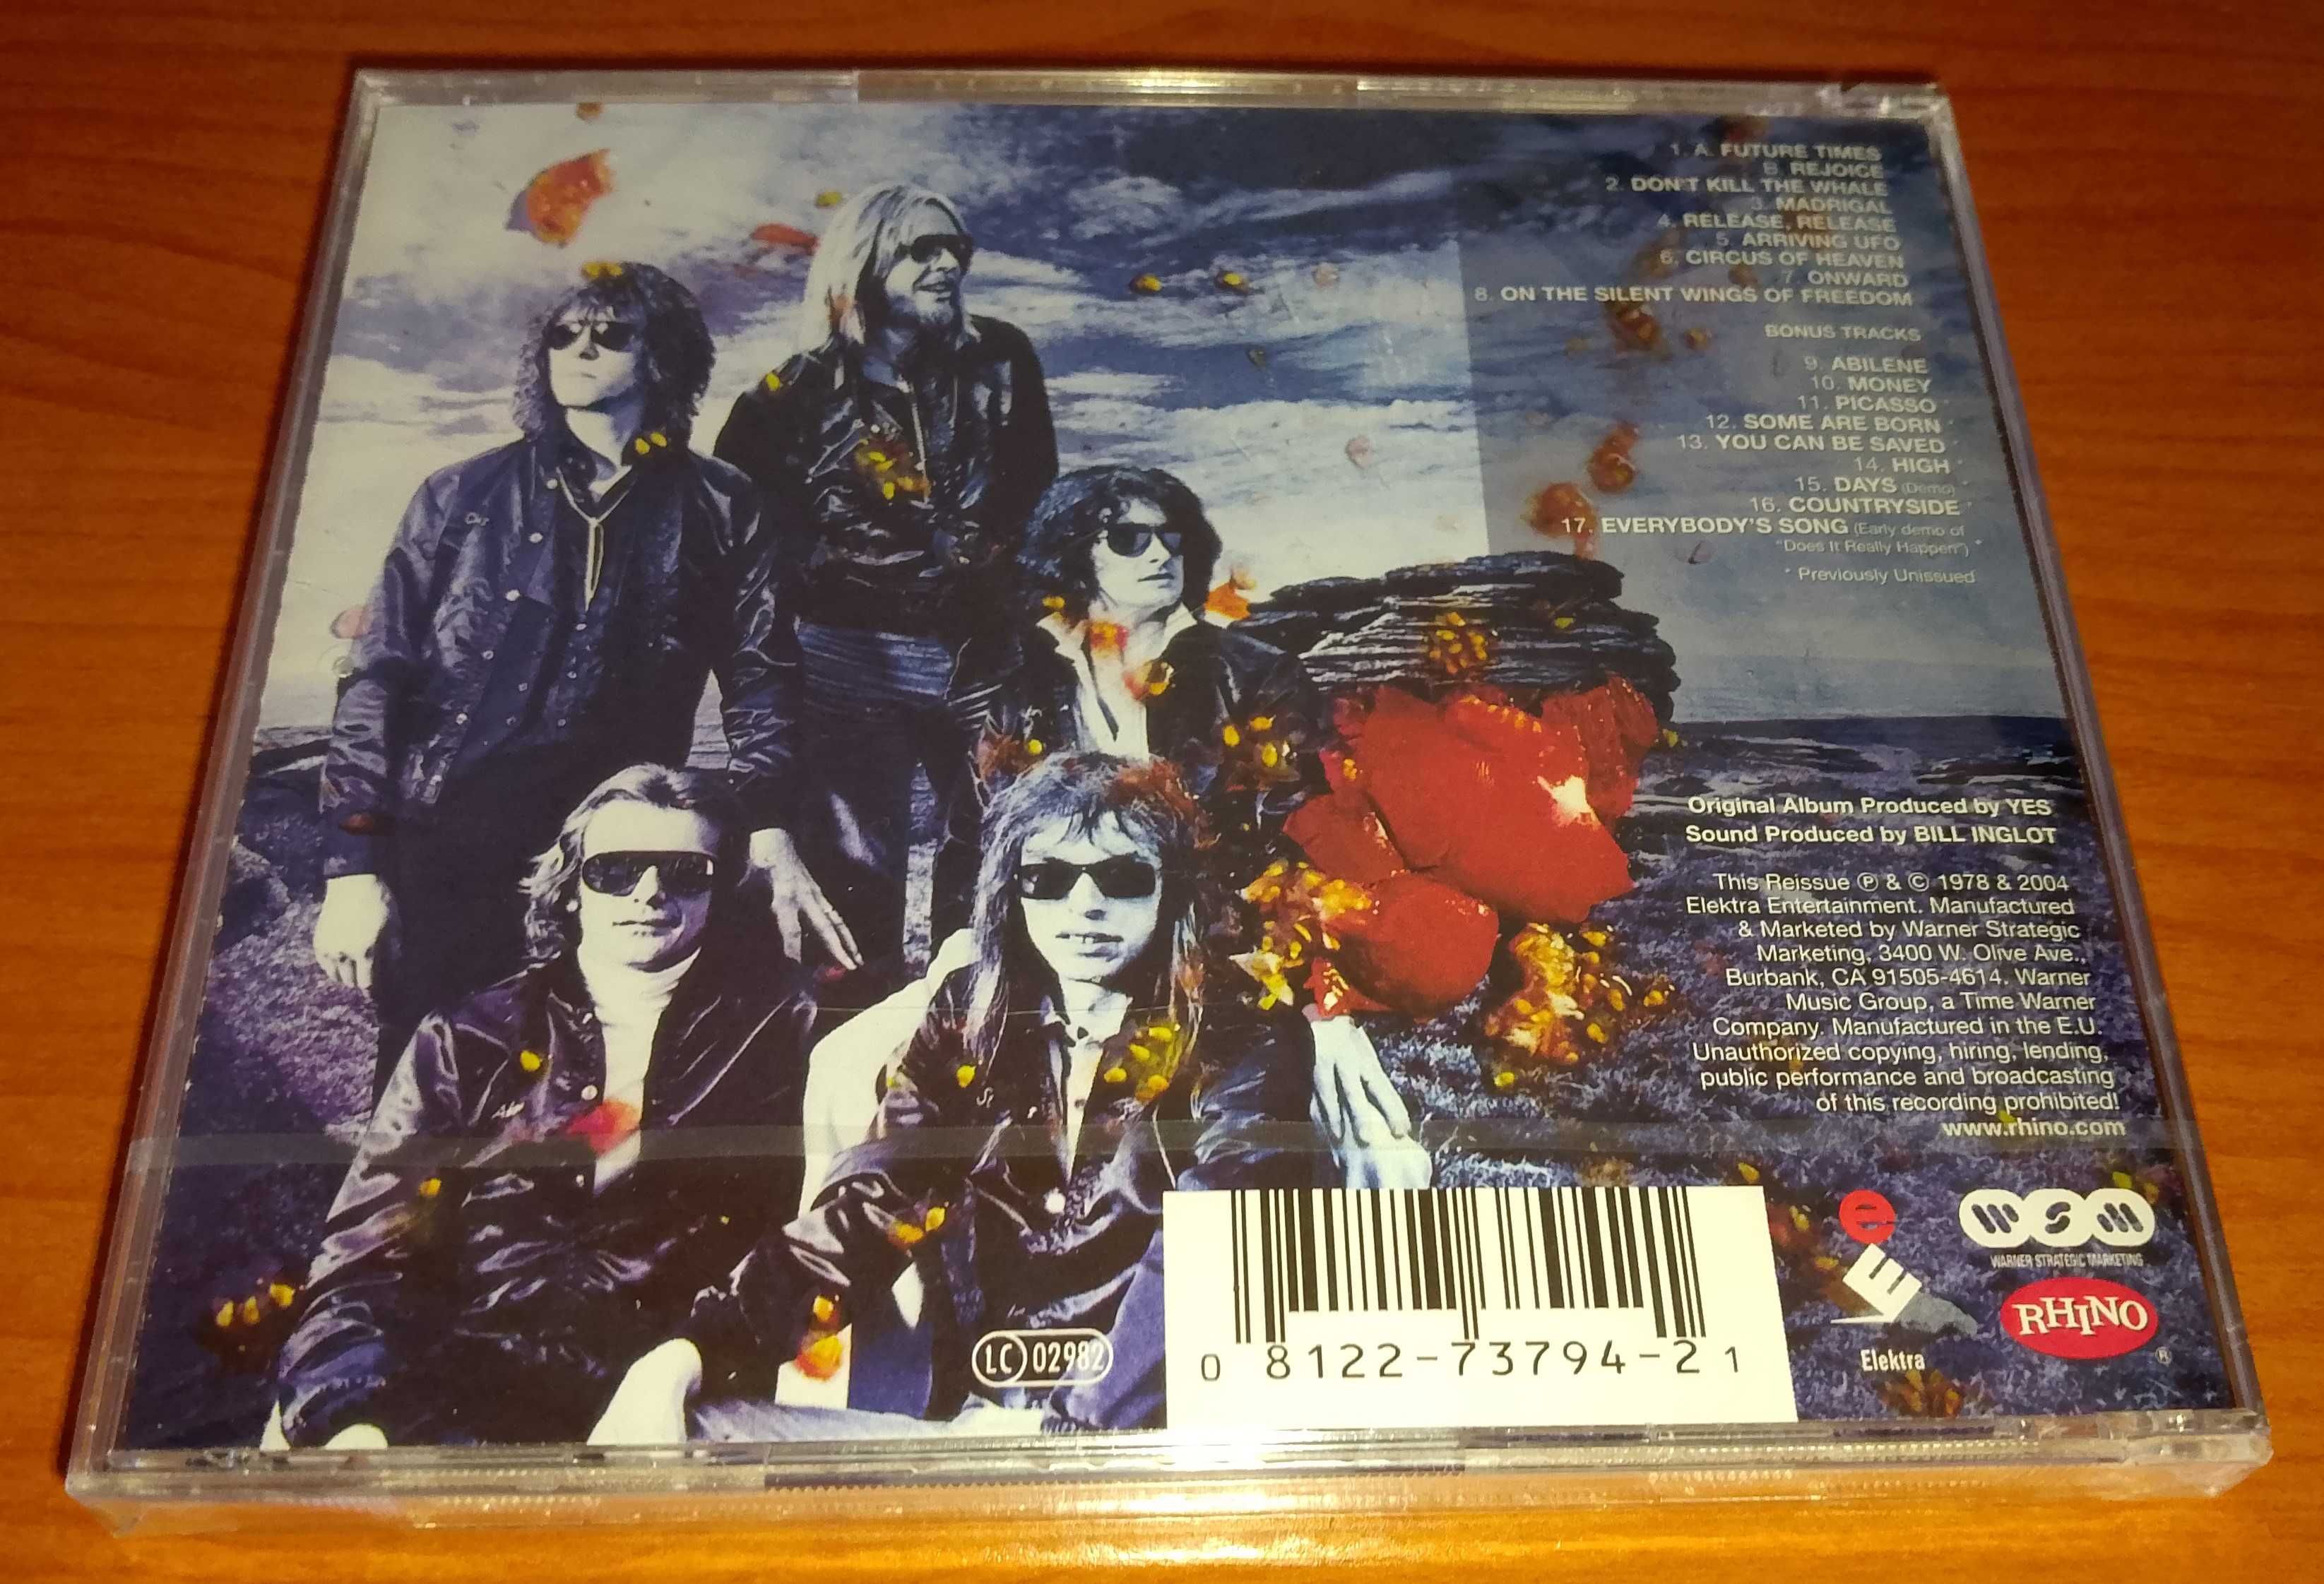 1. A. FUTURE TIMES
B. REJOICE
2. DON'T KILL THE WHALE
3. MADRIGAL
4. RELEASE, RELEASE
5. ARRIVING UFO
6. CIRCUS OF HEAVEN
7. ONWARD
8. ON THE SILENT WINGS OF FREEDOM
BONUS TRACKS
9. ABILENE
10. MONEY
11. PICASSO *
12. SOME ARE BORN *
13. YOU CAN BE SAVED *
14. HIGH *
15. DAYS (Demo) *
16. COUNTRYSIDE *
17. EVERYBODY'S SONG (Early demo of
"Does It Really Happen") *
* Previously Unissued
Original Album Produced by YES
Sound Produced by BILL INGLOT
This Reissue ℗ & © 1978 & 2004
Elektra Entertainment. Manufactured
& Marketed by Warner Strategic
Marketing, 3400 W. Olive Ave.,
Burbank, CA 91505-4614. Warner
Music Group, a Time Warner
Company. Manufactured in the E.U.
Unauthorized copying, hiring, lending,
public performance and broadcasting
of this recording prohibited!
www.rhino.com
LC 02982
0 8122-73794-2 1
e
E
Elektra
WSM
WARNER STRATEGIC MARKETING
RHINO
®